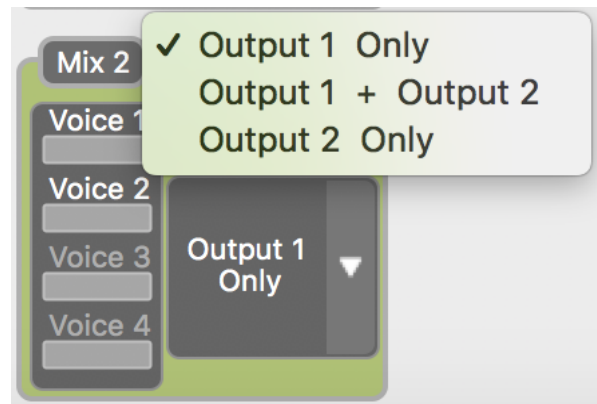 ✓ Output 1 Only
Output 1 + Output 2
Output 2 Only
Mix 2
Voice 1
Voice 2
Voice 3
Voice 4
Output 1
Only